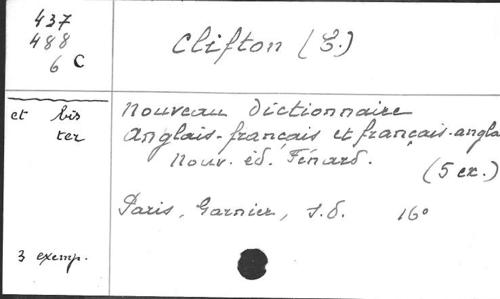 437
488
6 C
Clifton (E.)
et bis
ter
Nouveau dictionnaire
anglais-français et français-angla
Nouv. éd. Fénard.
(5 ex.)
Paris, Garnier, s.d. 16°
3 exemp.